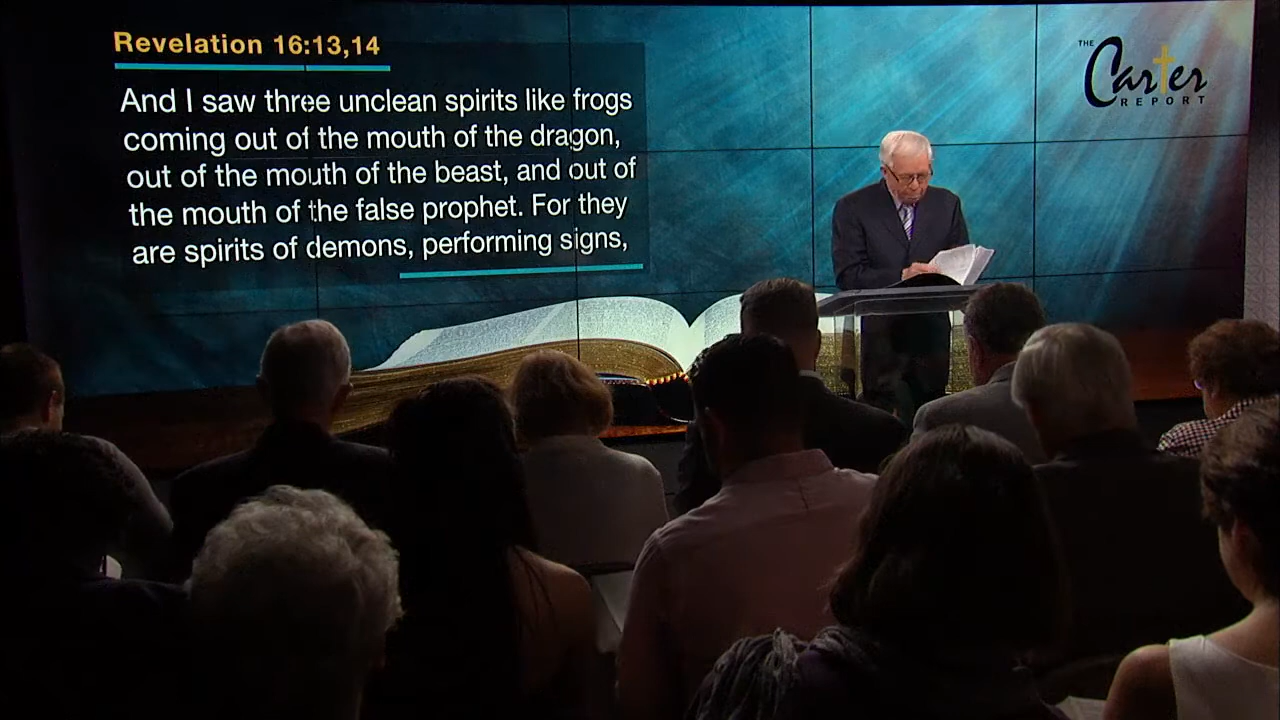 Revelation 16:13,14
And I saw three unclean spirits like frogs
coming out of the mouth of the dragon,
out of the mouth of the beast, and out of
the mouth of the false prophet. For they
are spirits of demons, performing signs,
THE
Carter
REPORT